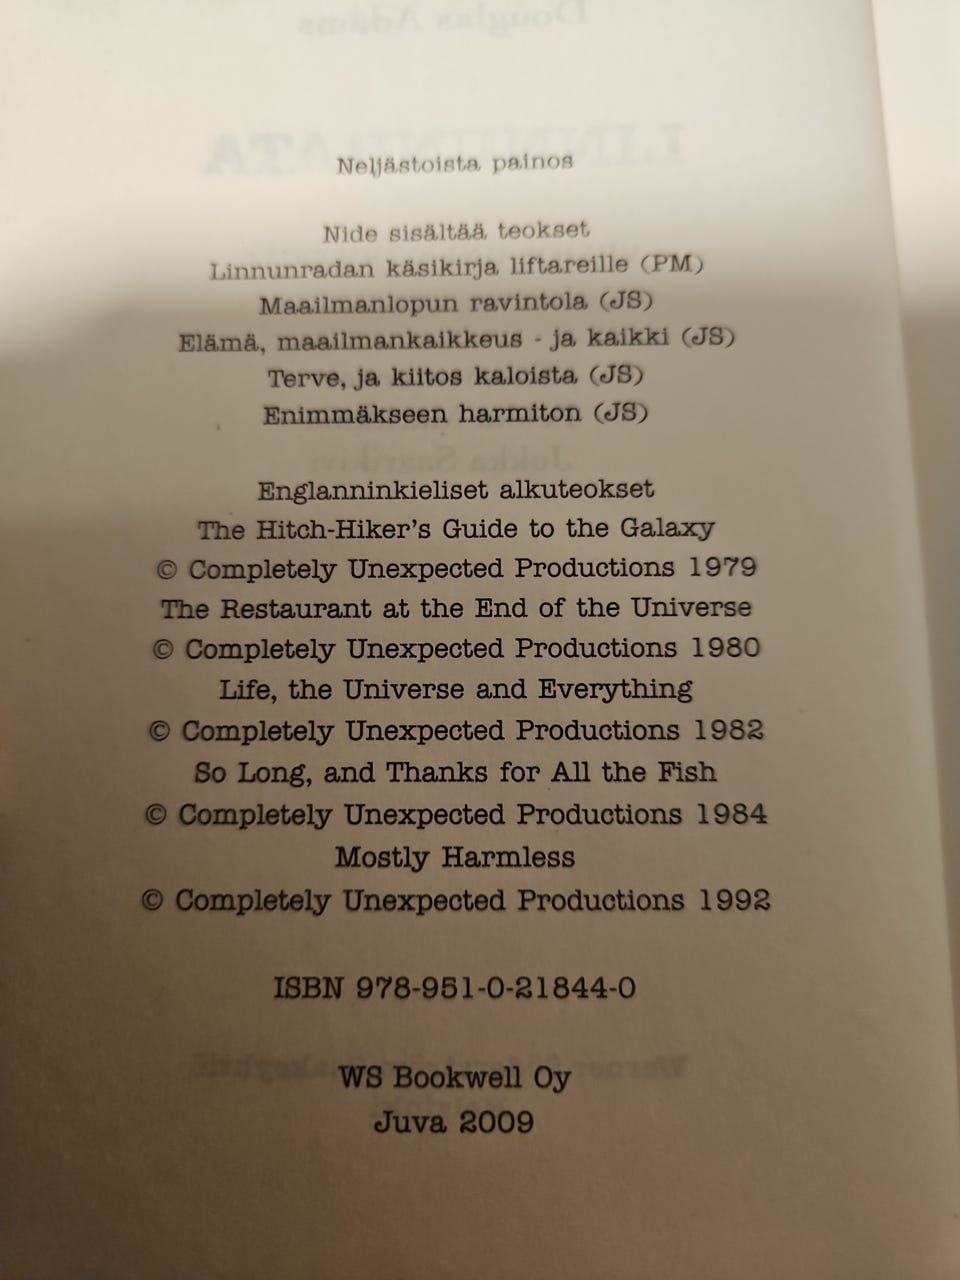 Neljästoista painos
Nide sisältää teokset
Linnunradan käsikirja liftareille (PM)
Maailmanlopun ravintola (JS)
Elämä, maailmankaikkeus - ja kaikki (JS)
Terve, ja kiitos kaloista (JS)
Enimmäkseen harmiton (JS)
Englanninkieliset alkuteokset
The Hitch-Hiker's Guide to the Galaxy
© Completely Unexpected Productions 1979
The Restaurant at the End of the Universe
© Completely Unexpected Productions 1980
Life, the Universe and Everything
© Completely Unexpected Productions 1982
So Long, and Thanks for All the Fish
© Completely Unexpected Productions 1984
Mostly Harmless
© Completely Unexpected Productions 1992
ISBN 978-951-0-21844-0
WS Bookwell Oy
Juva 2009